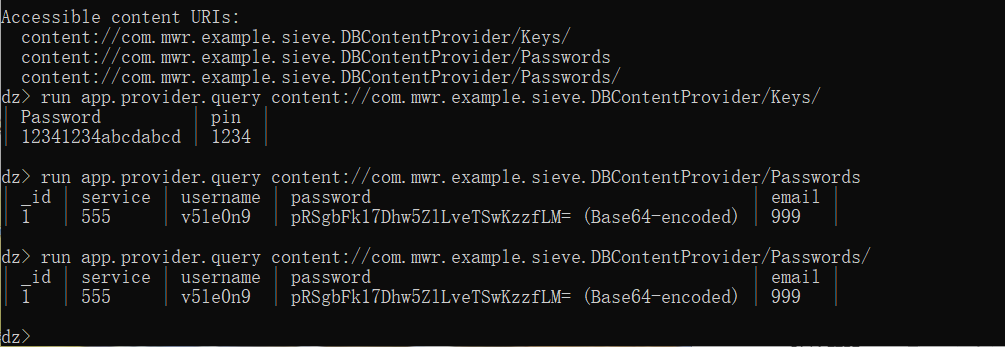 Accessible content URIs:
content://com.mwr.example.sieve.DBContentProvider/Keys/
content://com.mwr.example.sieve.DBContentProvider/Passwords
content://com.mwr.example.sieve.DBContentProvider/Passwords/
dz> run app.provider.query content://com.mwr.example.sieve.DBContentProvider/Keys/
| Password | pin |
| 12341234abcdabcd | 1234 |
dz> run app.provider.query content://com.mwr.example.sieve.DBContentProvider/Passwords
| _id | service | username | password | email |
| 1 | 555 | v5le0n9 | pRSgbFkl7Dhw5ZlLveTSwKzzfLM= (Base64-encoded) | 999 |
dz> run app.provider.query content://com.mwr.example.sieve.DBContentProvider/Passwords/
| _id | service | username | password | email |
| 1 | 555 | v5le0n9 | pRSgbFkl7Dhw5ZlLveTSwKzzfLM= (Base64-encoded) | 999 |
dz>